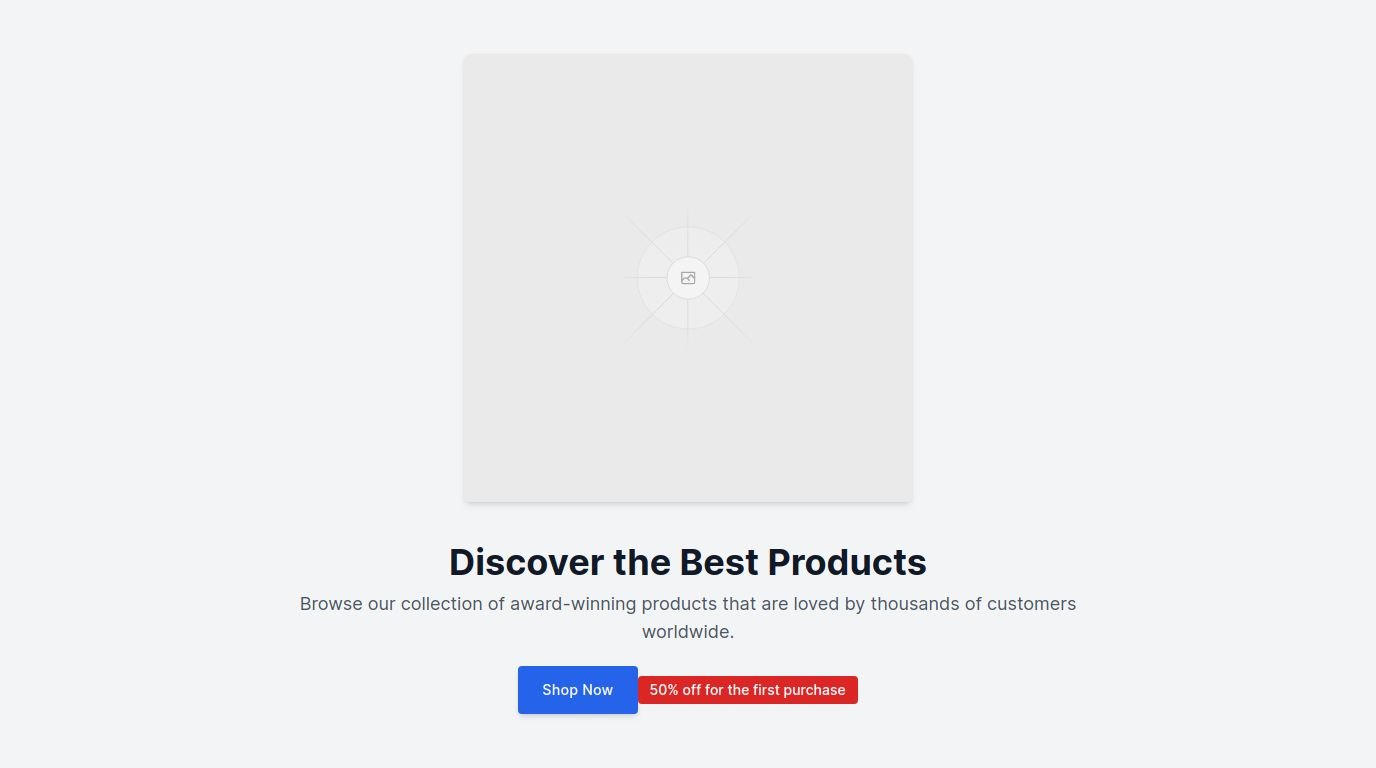 Discover the Best Products
Browse our collection of award-winning products that are loved by thousands of customers
worldwide.
Shop Now
50% off for the first purchase